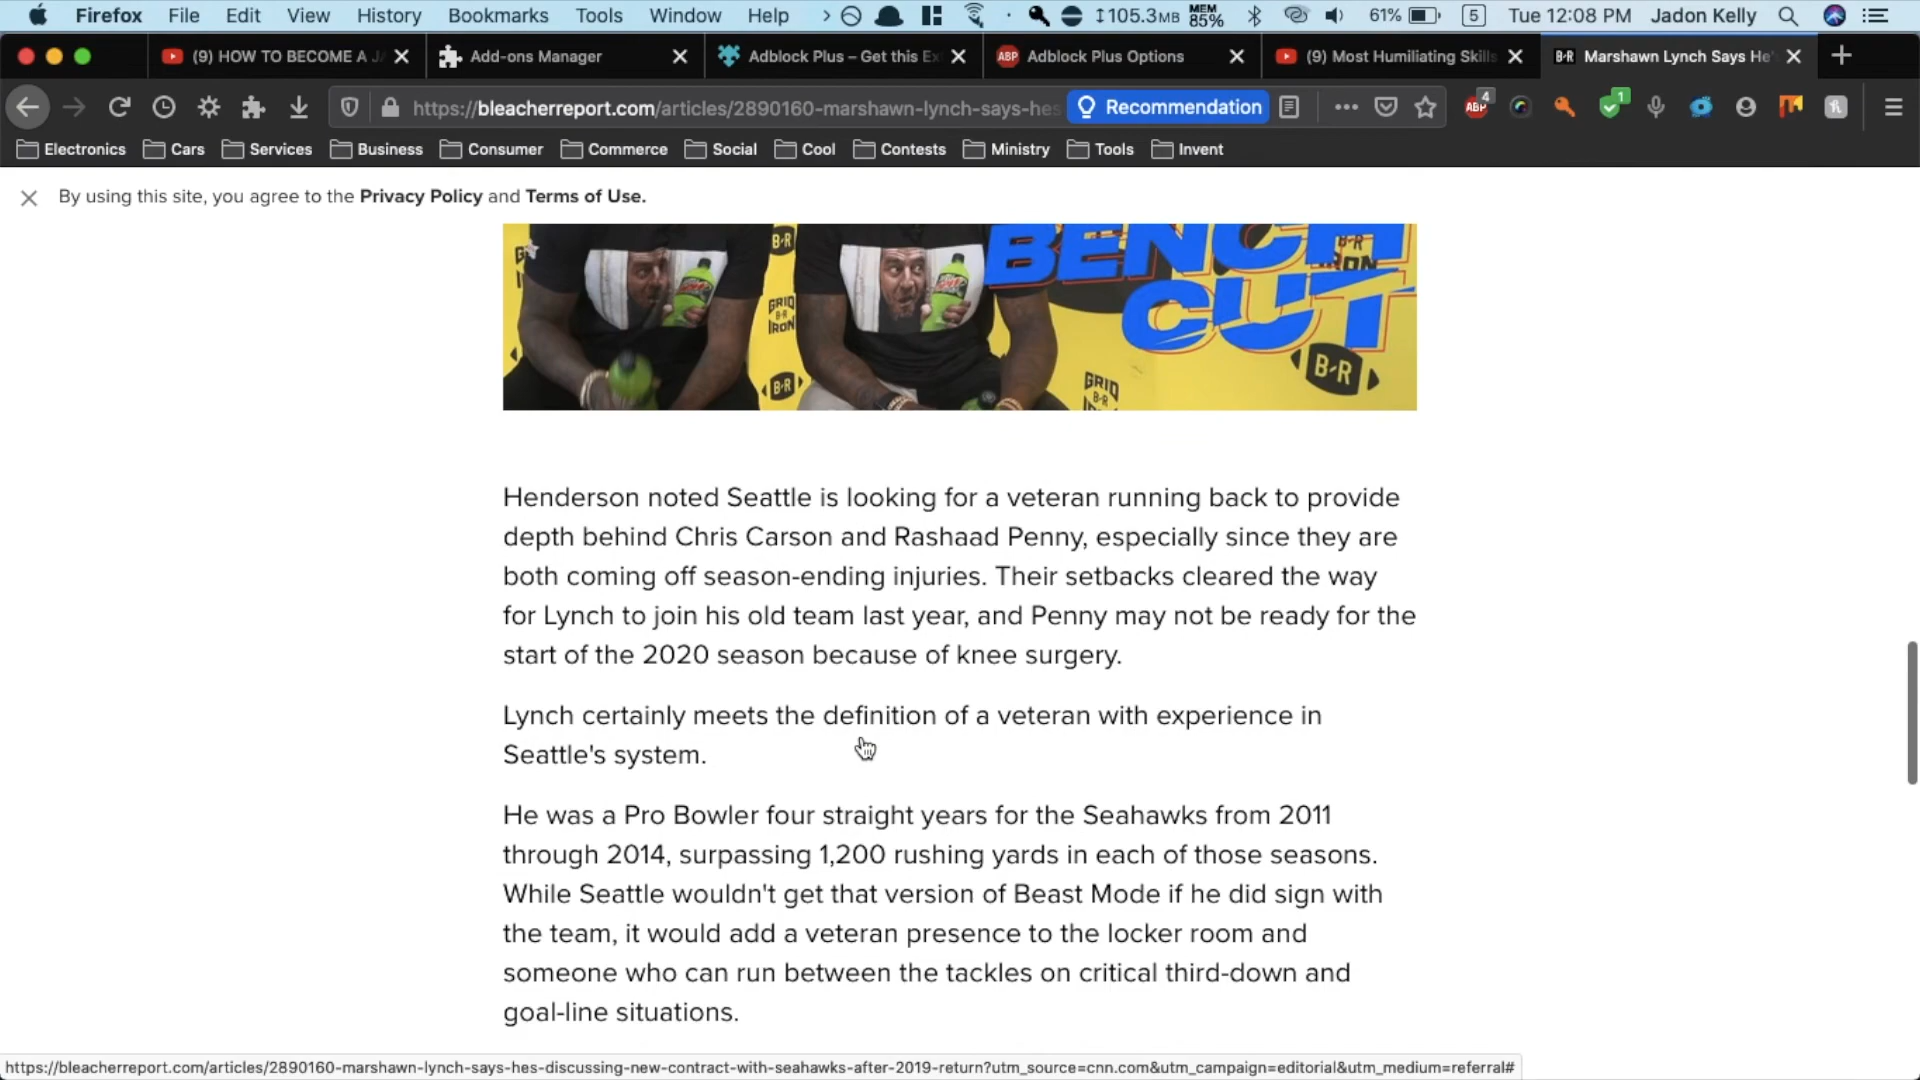 Firefox File Edit View History Bookmarks Tools Window Help 105.3MB MEM 85% 61% 5 Tue 12:08 PM Jadon Kelly
(9) HOW TO BECOME A JA Add-ons Manager Adblock Plus – Get this Ex ABP Adblock Plus Options (9) Most Humiliating Skills B/R Marshawn Lynch Says He'
https://bleacherreport.com/articles/2890160-marshawn-lynch-says-hes Recommendation ABP 4 1
Electronics Cars Services Business Consumer Commerce Social Cool Contests Ministry Tools Invent
By using this site, you agree to the Privacy Policy and Terms of Use.
BENCH
CUT
B/R
GRID
B/R
IRON
B/R
B/R
IRON
B/R
GRID
B/R
Henderson noted Seattle is looking for a veteran running back to provide
depth behind Chris Carson and Rashaad Penny, especially since they are
both coming off season-ending injuries. Their setbacks cleared the way
for Lynch to join his old team last year, and Penny may not be ready for the
start of the 2020 season because of knee surgery.
Lynch certainly meets the definition of a veteran with experience in
Seattle's system.
He was a Pro Bowler four straight years for the Seahawks from 2011
through 2014, surpassing 1,200 rushing yards in each of those seasons.
While Seattle wouldn't get that version of Beast Mode if he did sign with
the team, it would add a veteran presence to the locker room and
someone who can run between the tackles on critical third-down and
goal-line situations.
https://bleacherreport.com/articles/2890160-marshawn-lynch-says-hes-discussing-new-contract-with-seahawks-after-2019-return?utm_source=cnn.com&utm_campaign=editorial&utm_medium=referral#